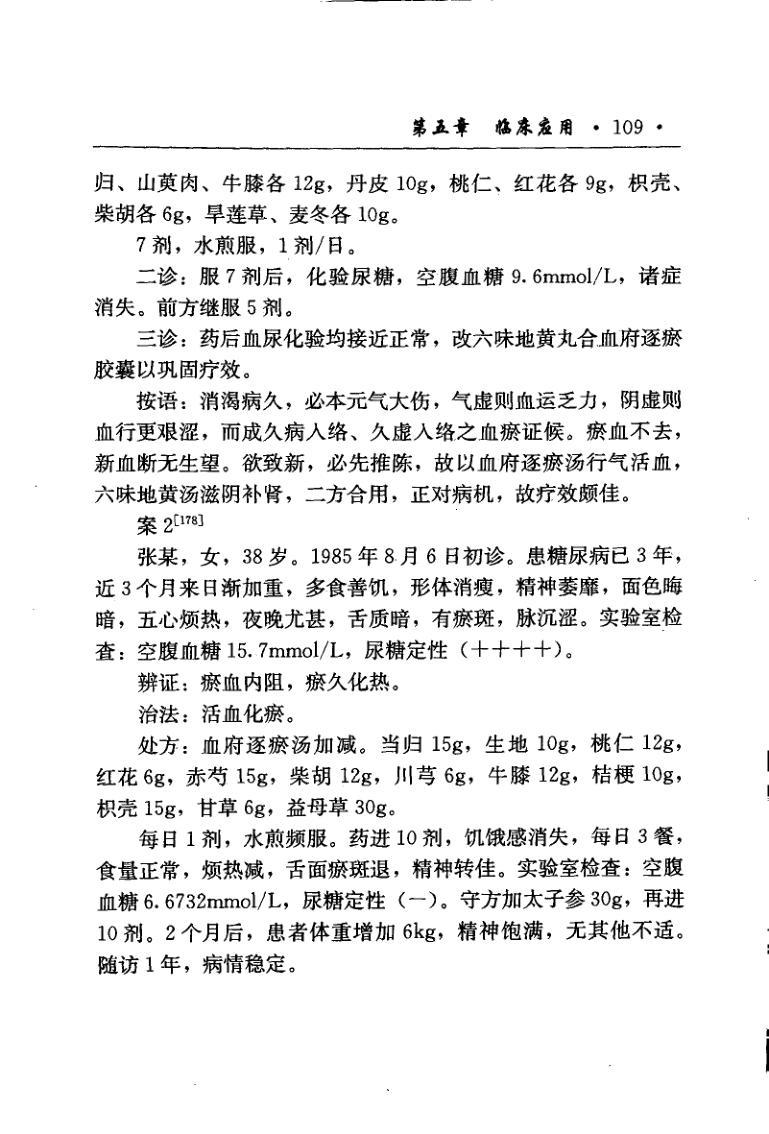 第五章 临床应用 · 109 ·
归、山萸肉、牛膝各 12g，丹皮 10g，桃仁、红花各 9g，枳壳、
柴胡各 6g，旱莲草、麦冬各 10g。
7 剂，水煎服，1 剂/日。
二诊：服 7 剂后，化验尿糖，空腹血糖 9.6mmol/L，诸症
消失。前方继服 5 剂。
三诊：药后血尿化验均接近正常，改六味地黄丸合血府逐瘀
胶囊以巩固疗效。
按语：消渴病久，必本元气大伤，气虚则血运乏力，阴虚则
血行更艰涩，而成久病入络、久虚入络之血瘀证候。瘀血不去，
新血断无生望。欲致新，必先推陈，故以血府逐瘀汤行气活血，
六味地黄汤滋阴补肾，二方合用，正对病机，故疗效颇佳。
案 2[178]
张某，女，38 岁。1985 年 8 月 6 日初诊。患糖尿病已 3 年，
近 3 个月来日渐加重，多食善饥，形体消瘦，精神萎靡，面色晦
暗，五心烦热，夜晚尤甚，舌质暗，有瘀斑，脉沉涩。实验室检
查：空腹血糖 15.7mmol/L，尿糖定性（＋＋＋＋）。
辨证：瘀血内阻，瘀久化热。
治法：活血化瘀。
处方：血府逐瘀汤加减。当归 15g，生地 10g，桃仁 12g，
红花 6g，赤芍 15g，柴胡 12g，川芎 6g，牛膝 12g，桔梗 10g，
枳壳 15g，甘草 6g，益母草 30g。
每日 1 剂，水煎频服。药进 10 剂，饥饿感消失，每日 3 餐，
食量正常，烦热减，舌面瘀斑退，精神转佳。实验室检查：空腹
血糖 6.6732mmol/L，尿糖定性（一）。守方加太子参 30g，再进
10 剂。2 个月后，患者体重增加 6kg，精神饱满，无其他不适。
随访 1 年，病情稳定。